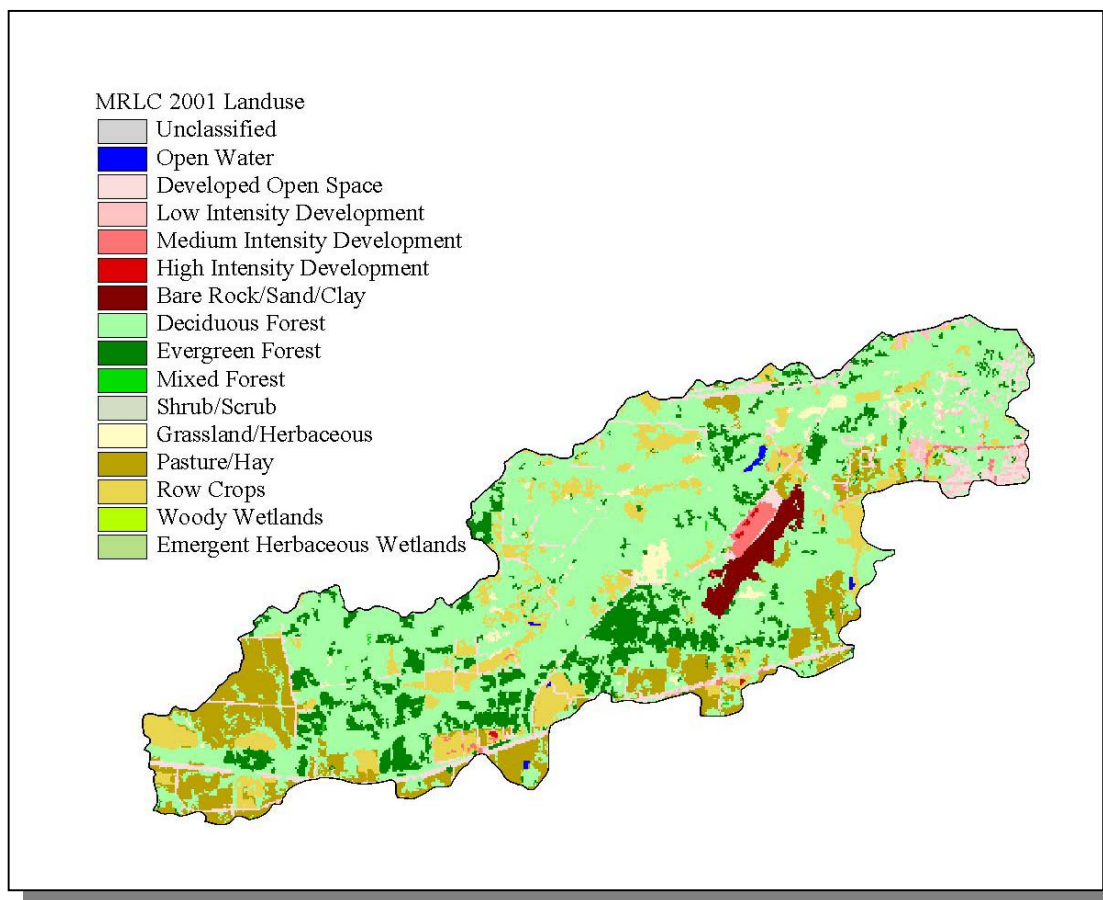 MRLC 2001 Landuse
Unclassified
Open Water
Developed Open Space
Low Intensity Development
Medium Intensity Development
High Intensity Development
Bare Rock/Sand/Clay
Deciduous Forest
Evergreen Forest
Mixed Forest
Shrub/Scrub
Grassland/Herbaceous
Pasture/Hay
Row Crops
Woody Wetlands
Emergent Herbaceous Wetlands